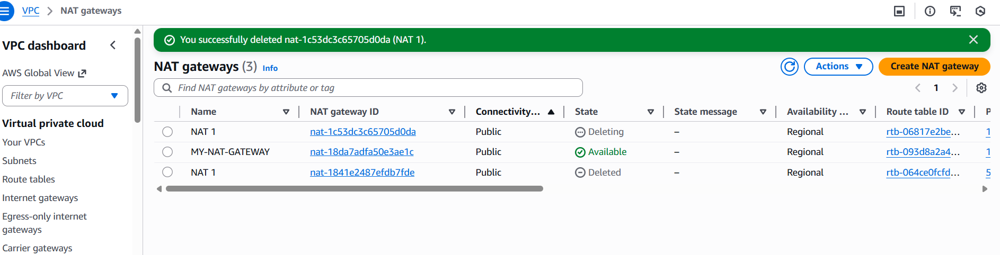 VPC > NAT gateways
VPC dashboard
AWS Global View
Filter by VPC
Virtual private cloud
Your VPCs
Subnets
Route tables
Internet gateways
Egress-only internet
gateways
Carrier gateways
You successfully deleted nat-1c53dc3c65705d0da (NAT 1).
NAT gateways (3) Info
Actions
Create NAT gateway
Find NAT gateways by attribute or tag
1
Name NAT gateway ID Connectivity... State State message Availability ... Route table ID P
NAT 1 nat-1c53dc3c65705d0da Public Deleting – Regional rtb-06817e2be... 1
MY-NAT-GATEWAY nat-18da7adfa50e3ae1c Public Available – Regional rtb-093d8a2a4... 1
NAT 1 nat-1841e2487efdb7fde Public Deleted – Regional rtb-064ce0fcfd... 5